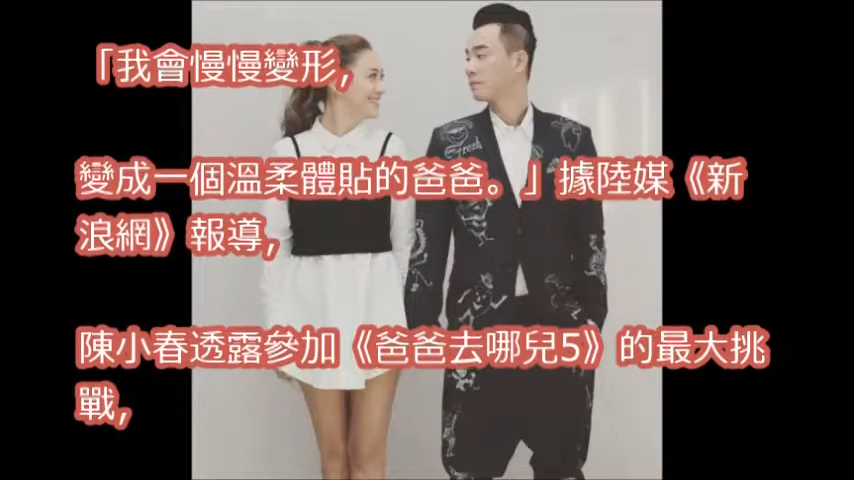 「我會慢慢變形,
變成一個溫柔體貼的爸爸。」據陸媒《新
浪網》報導,
陳小春透露參加《爸爸去哪兒5》的最大挑
戰,
Fresh